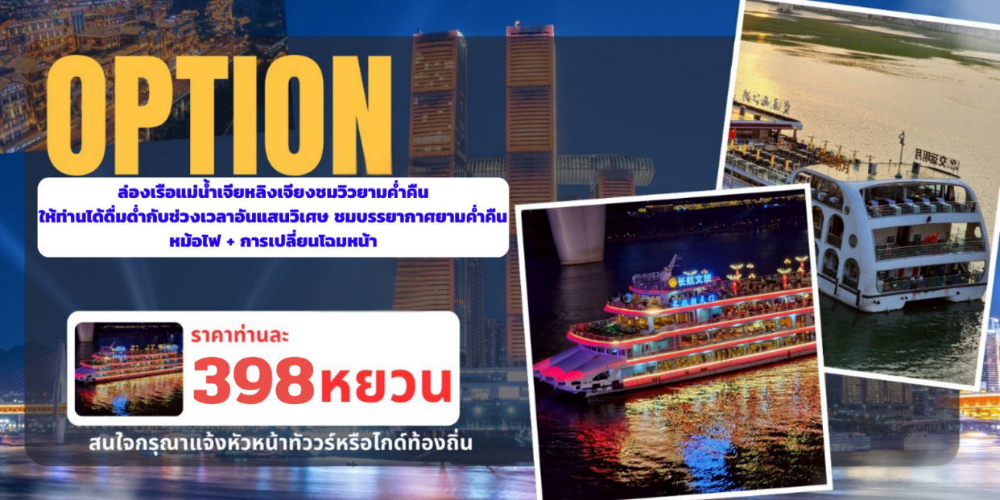 OPTION
ล่องเรือแม่น้ำเจียหลิงเจียงชมวิวยามค่ำคืน
ให้ท่านได้ดื่มด่ำกับช่วงเวลาอันแสนวิเศษ ชมบรรยากาศยามค่ำคืน
หม้อไฟ + การเปลี่ยนโฉมหน้า
ราคาท่านละ
398หยวน
สนใจกรุณาแจ้งหัวหน้าทัวร์หรือไกด์ท้องถิ่น
长航文旅
长航朝天门